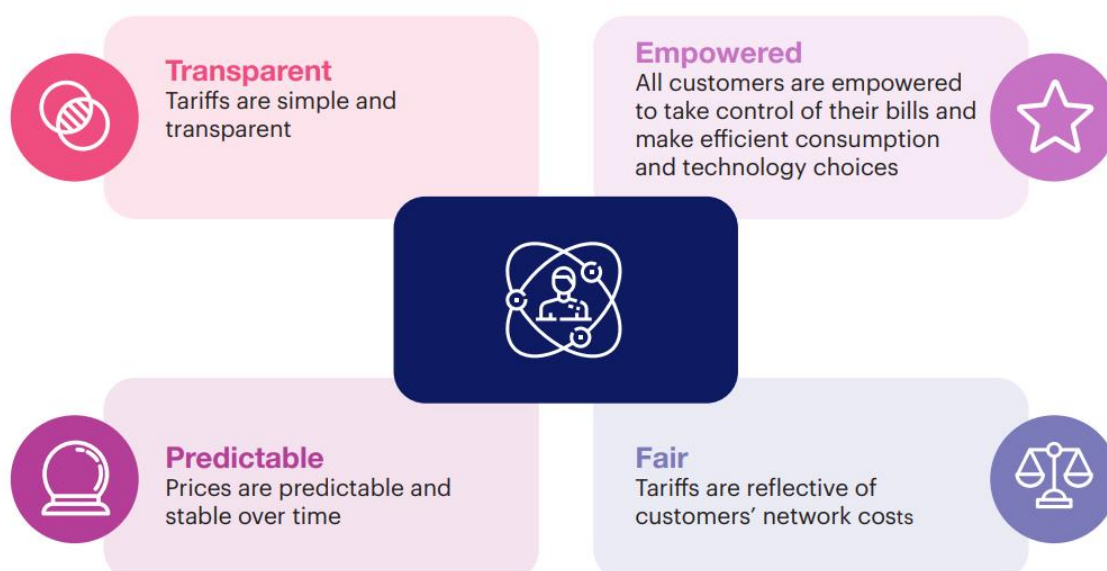 Transparent
Tariffs are simple and
transparent
Empowered
All customers are empowered
to take control of their bills and
make efficient consumption
and technology choices
Predictable
Prices are predictable and
stable over time
Fair
Tariffs are reflective of
customers’ network costs